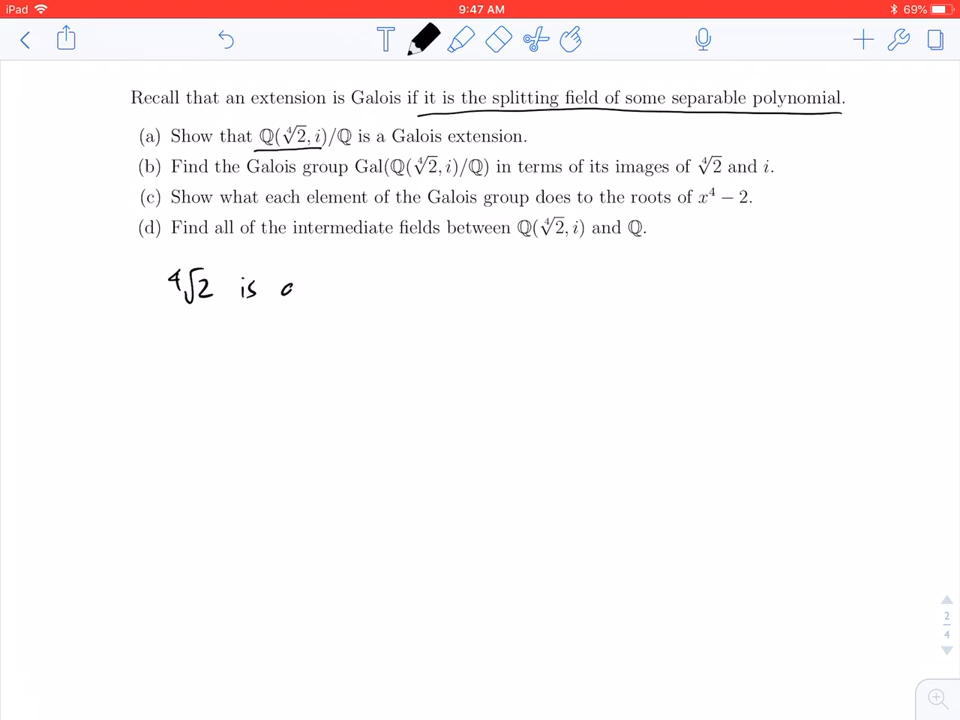 iPad 9:47 AM 69%
T
Recall that an extension is Galois if it is the splitting field of some separable polynomial.
(a) Show that ℚ(∜2, i)/ℚ is a Galois extension.
(b) Find the Galois group Gal(ℚ(∜2, i)/ℚ) in terms of its images of ∜2 and i.
(c) Show what each element of the Galois group does to the roots of x⁴ − 2.
(d) Find all of the intermediate fields between ℚ(∜2, i) and ℚ.
∜2 is a
2
4